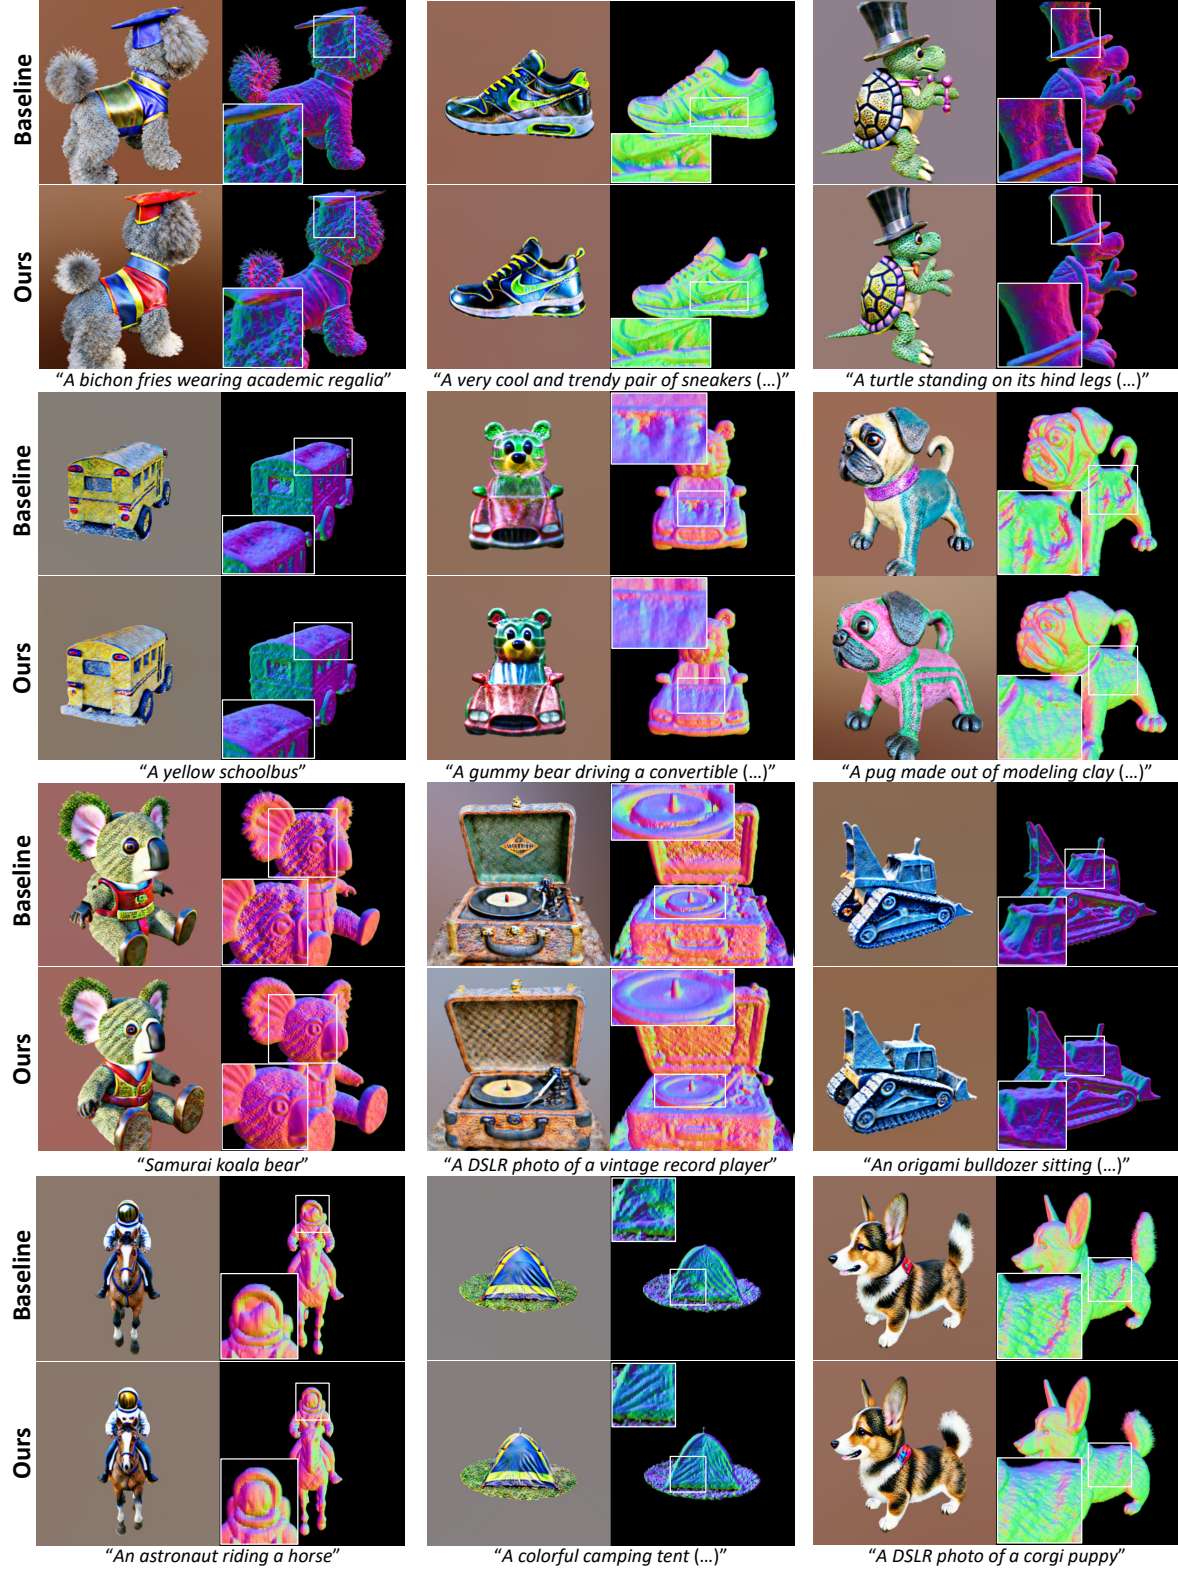 Baseline
Ours
“A bichon fries wearing academic regalia”
“A very cool and trendy pair of sneakers (...)”
“A turtle standing on its hind legs (...)”
Baseline
Ours
“A yellow schoolbus”
“A gummy bear driving a convertible (...)”
“A pug made out of modeling clay (...)”
Baseline
Ours
“Samurai koala bear”
“A DSLR photo of a vintage record player”
“An origami bulldozer sitting (...)”
Baseline
Ours
“An astronaut riding a horse”
“A colorful camping tent (...)”
“A DSLR photo of a corgi puppy”